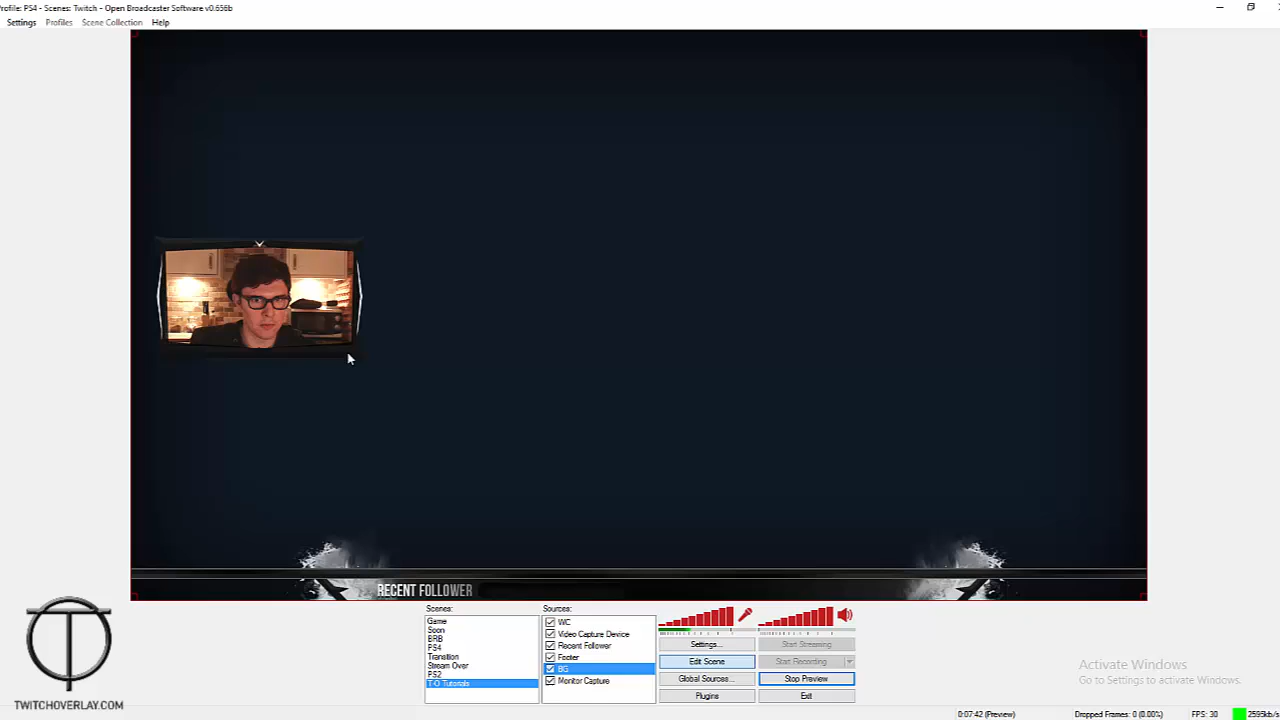 Profile: PS4 - Scenes: Twitch - Open Broadcaster Software v0.656b
Settings Profiles Scene Collection Help
RECENT FOLLOWER
Scenes:
Game
Soon
BRB
PS4
Transition
Stream Over
PS2
T-O Tutorials
Sources:
WC
Video Capture Device
Recent Follower
Footer
BG
Monitor Capture
Settings...
Edit Scene
Global Sources...
Plugins
Start Streaming
Start Recording
Stop Preview
Exit
TWITCHOVERLAY.COM
Activate Windows
Go to Settings to activate Windows.
0:07:42 (Preview)
Dropped Frames: 0 (0.00%)
FPS: 30
2595kb/s